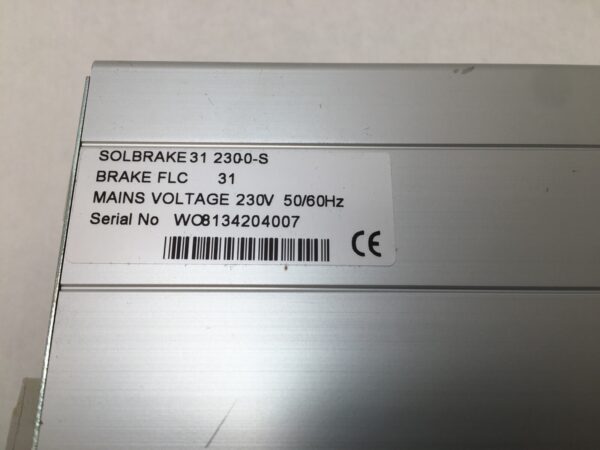 SOLBRAKE 31 230-0-S
BRAKE FLC 31
MAINS VOLTAGE 230V 50/60Hz
Serial No WO8134204007
CE